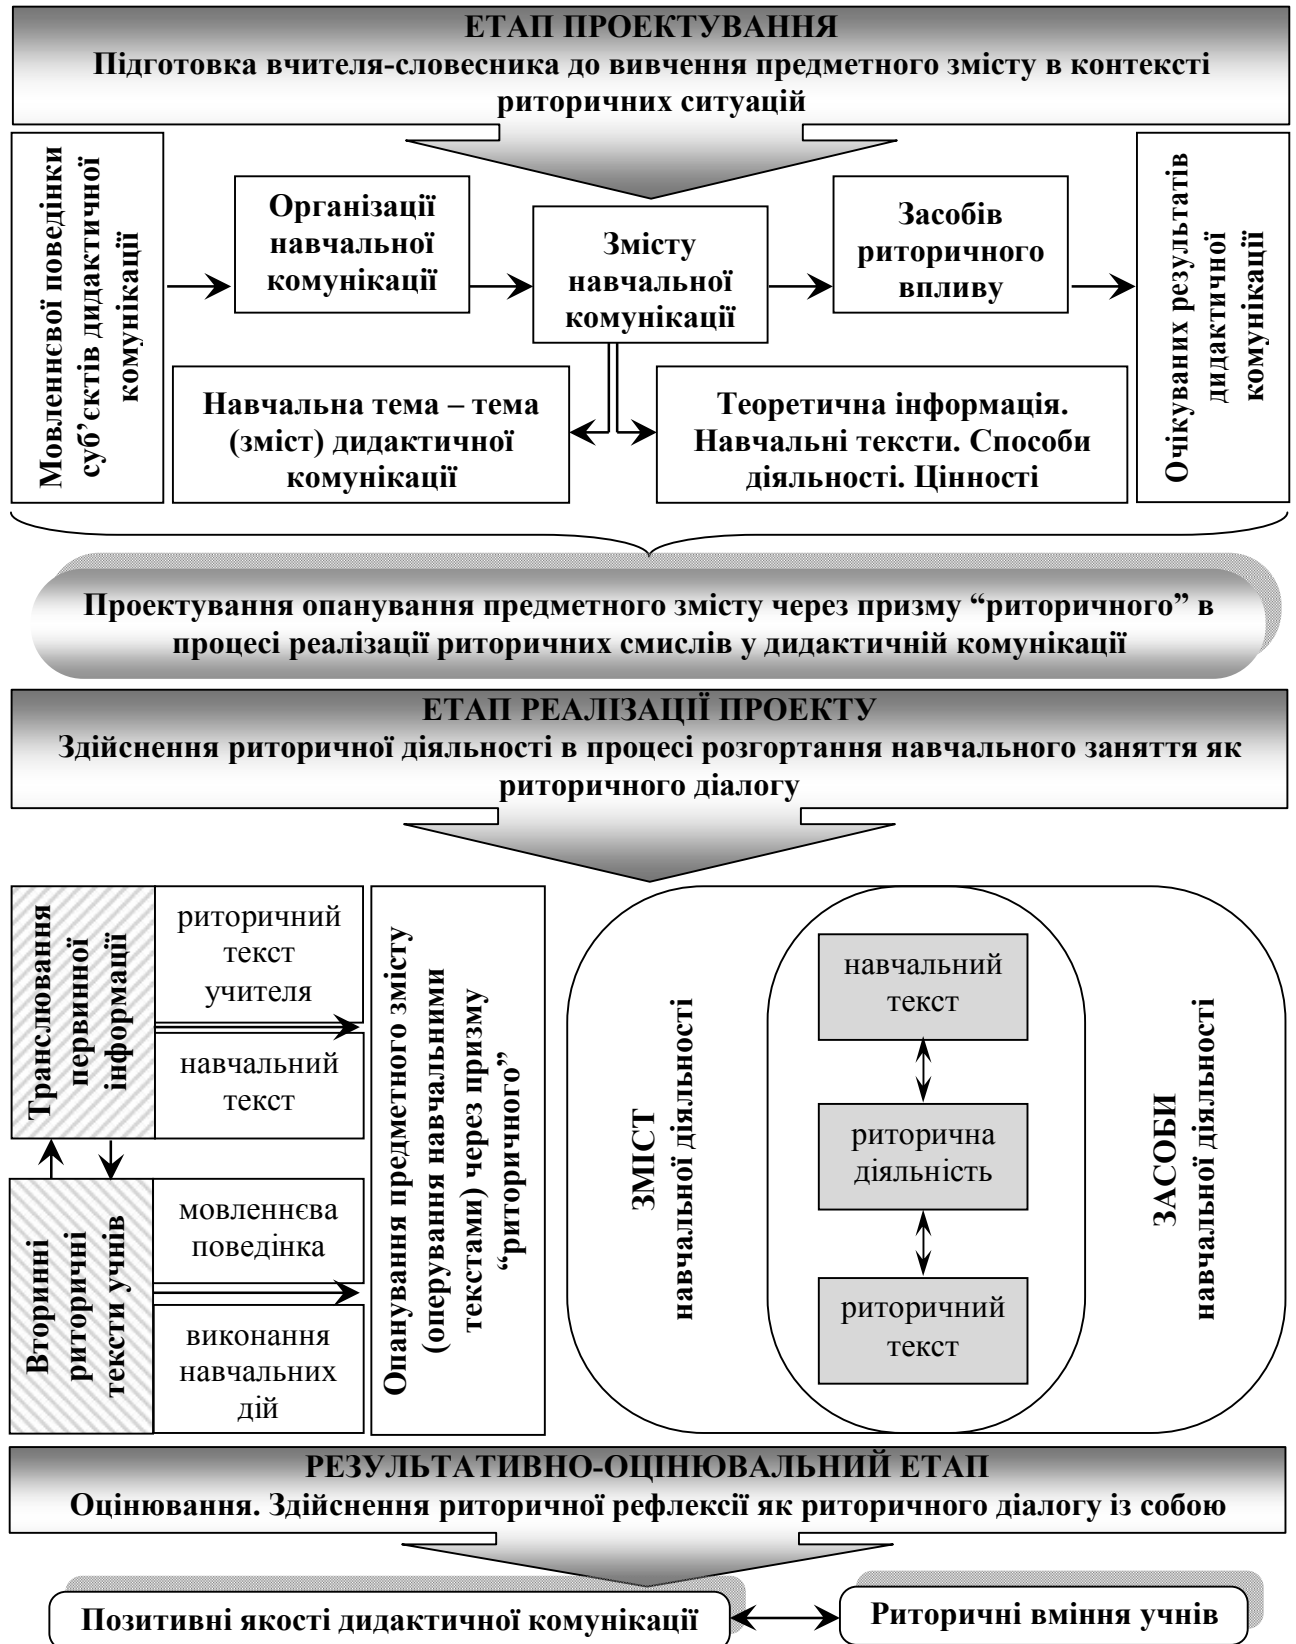 ЕТАП ПРОЕКТУВАННЯ
Підготовка вчителя-словесника до вивчення предметного змісту в контексті
риторичних ситуацій
Мовленнєвої поведінки
суб’єктів дидактичної
комунікації
Організації
навчальної
комунікації
Змісту
навчальної
комунікації
Засобів
риторичного
впливу
Очікуваних результатів
дидактичної
комунікації
Навчальна тема – тема
(зміст) дидактичної
комунікації
Теоретична інформація.
Навчальні тексти. Способи
діяльності. Цінності
Проектування опанування предметного змісту через призму “риторичного” в
процесі реалізації риторичних смислів у дидактичній комунікації
ЕТАП РЕАЛІЗАЦІЇ ПРОЕКТУ
Здійснення риторичної діяльності в процесі розгортання навчального заняття як
риторичного діалогу
Транслювання
первинної
інформації
риторичний
текст
учителя
навчальний
текст
Вторинні
риторичні
тексти учнів
мовленнєва
поведінка
виконання
навчальних
дій
Опанування предметного змісту
(оперування навчальними
текстами) через призму
“риторичного”
ЗМІСТ
навчальної діяльності
навчальний
текст
риторична
діяльність
риторичний
текст
ЗАСОБИ
навчальної діяльності
РЕЗУЛЬТАТИВНО-ОЦІНЮВАЛЬНИЙ ЕТАП
Оцінювання. Здійснення риторичної рефлексії як риторичного діалогу із собою
Позитивні якості дидактичної комунікації
Риторичні вміння учнів